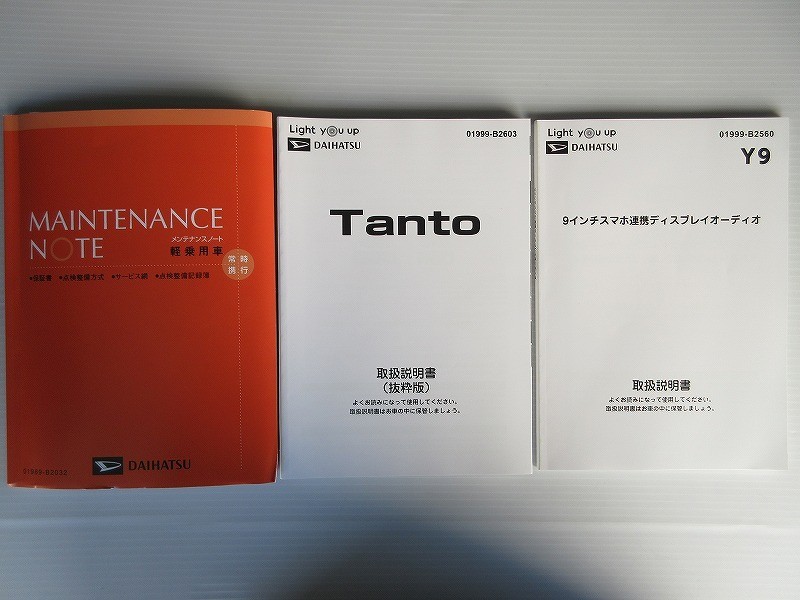 MAINTENANCE
NOTE
メンテナンスノート
軽乗用車
常時
携行
●保証書 ●点検整備方式 ●サービス網 ●点検整備記録簿
01999-B2632
DAIHATSU
Light you up
DAIHATSU
01999-B2603
Tanto
取扱説明書
(抜粋版)
よくお読みになって使用してください。
取扱説明書はお車の中に保管しましょう。
Light you up
DAIHATSU
01999-B2560
Y9
9インチスマホ連携ディスプレイオーディオ
取扱説明書
よくお読みになって使用してください。
取扱説明書はお車の中に保管しましょう。